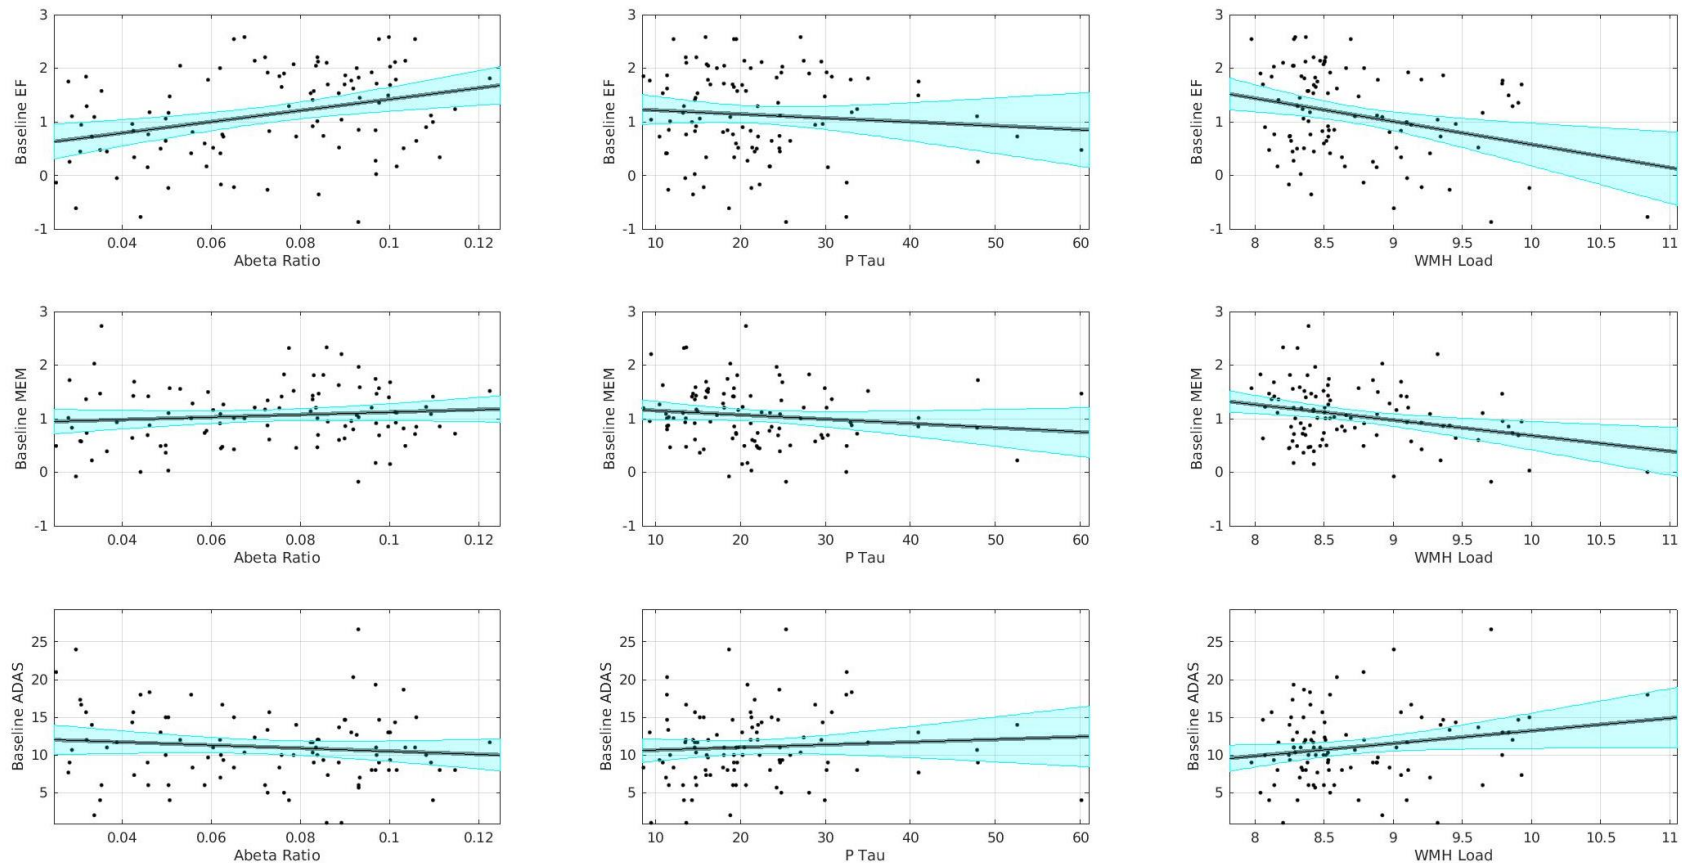 3
2
1
0
-1
Baseline EF
0.04 0.06 0.08 0.1 0.12
Abeta Ratio
3
2
1
0
-1
Baseline EF
10 20 30 40 50 60
P Tau
3
2
1
0
-1
Baseline EF
8 8.5 9 9.5 10 10.5 11
WMH Load
3
2
1
0
-1
Baseline MEM
0.04 0.06 0.08 0.1 0.12
Abeta Ratio
3
2
1
0
-1
Baseline MEM
10 20 30 40 50 60
P Tau
3
2
1
0
-1
Baseline MEM
8 8.5 9 9.5 10 10.5 11
WMH Load
25
20
15
10
5
Baseline ADAS
0.04 0.06 0.08 0.1 0.12
Abeta Ratio
25
20
15
10
5
Baseline ADAS
10 20 30 40 50 60
P Tau
25
20
15
10
5
Baseline ADAS
8 8.5 9 9.5 10 10.5 11
WMH Load